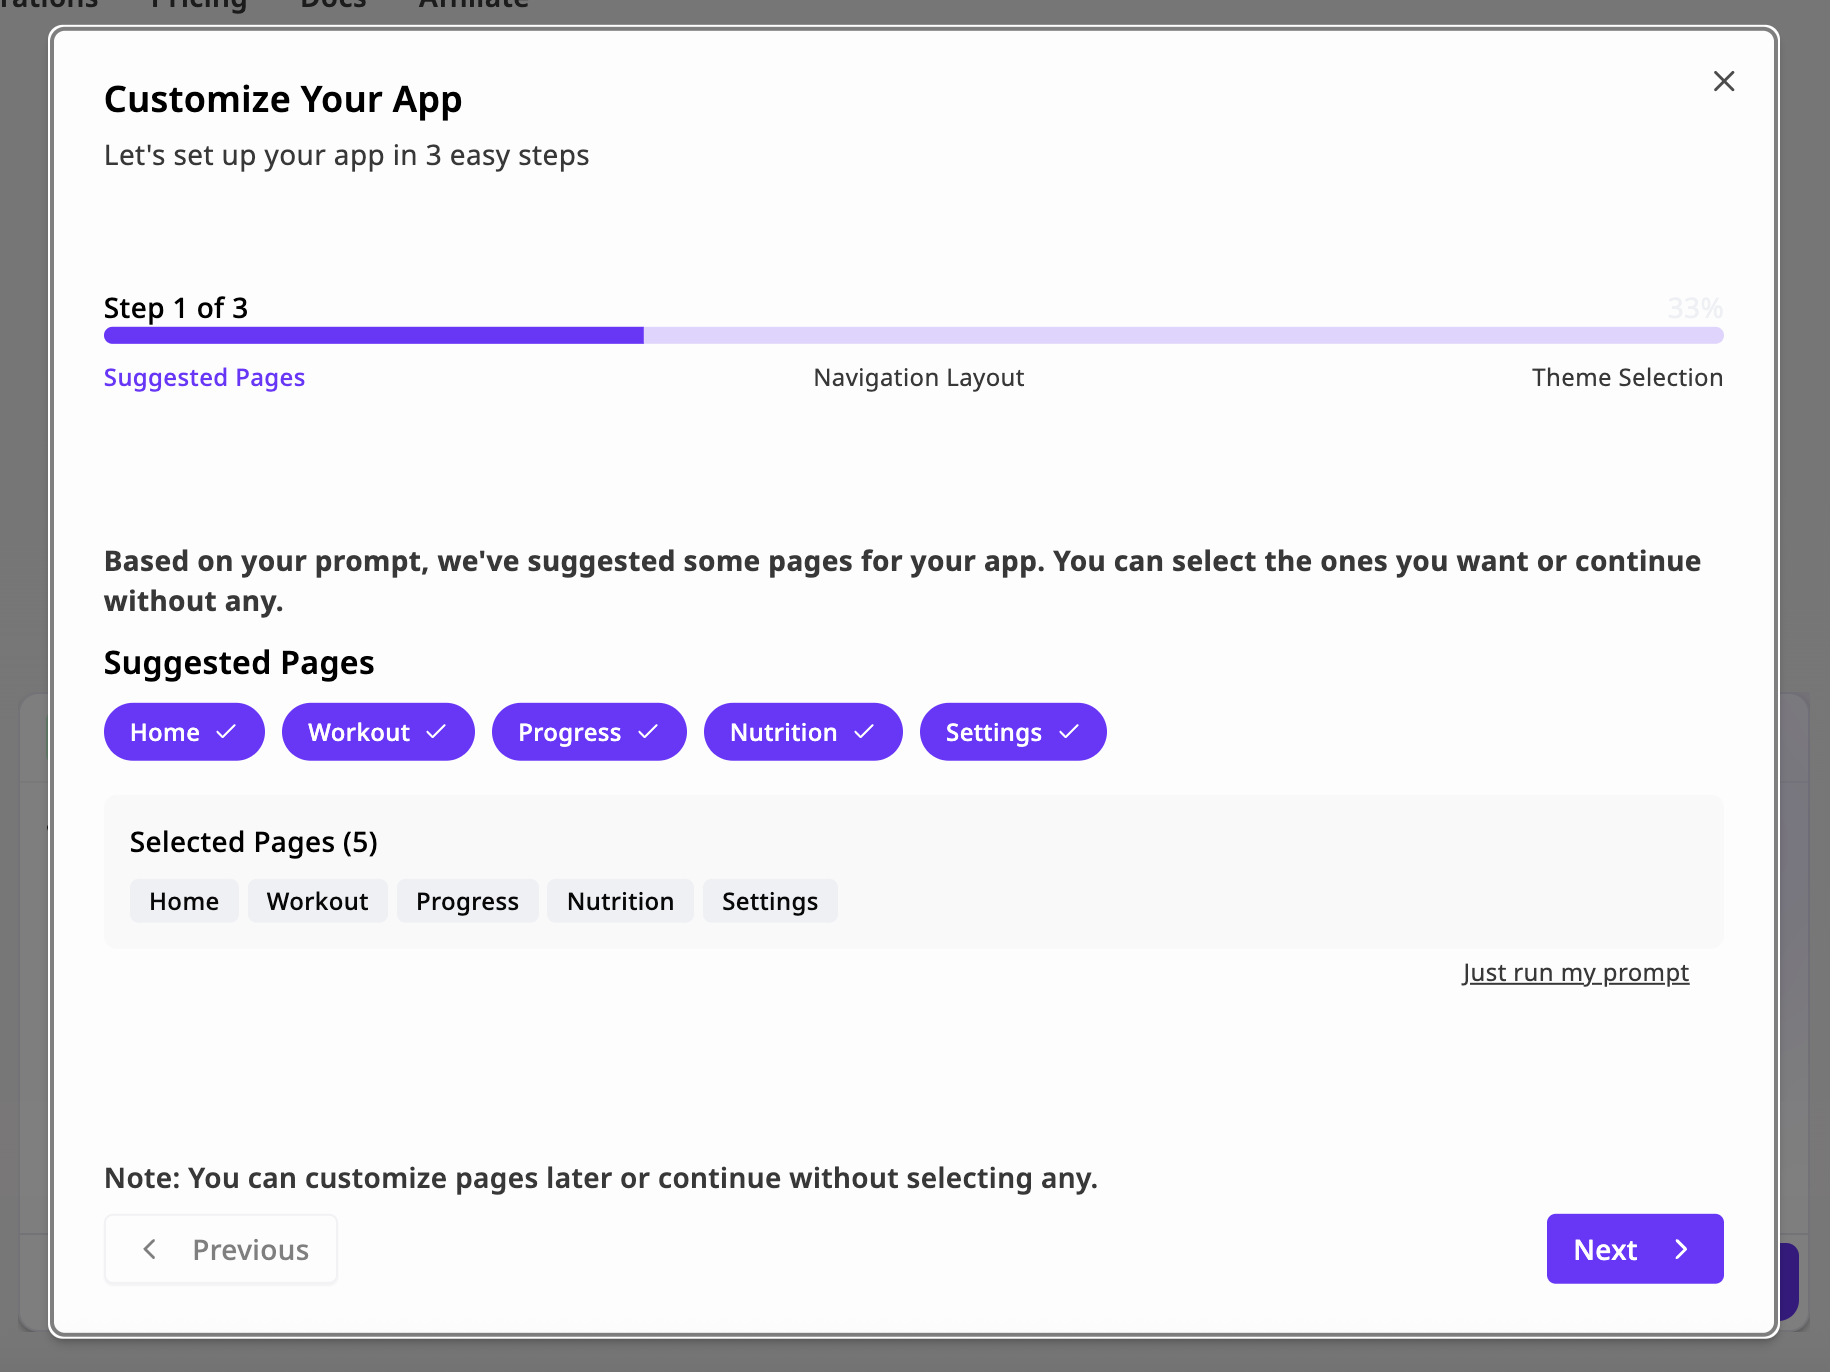 Pricing
Docs
Affiliate
Customize Your App
Let's set up your app in 3 easy steps
Step 1 of 3
33%
Suggested Pages
Navigation Layout
Theme Selection
Based on your prompt, we've suggested some pages for your app. You can select the ones you want or continue
without any.
Suggested Pages
Home
Workout
Progress
Nutrition
Settings
Selected Pages (5)
Home
Workout
Progress
Nutrition
Settings
Just run my prompt
Note: You can customize pages later or continue without selecting any.
Previous
Next